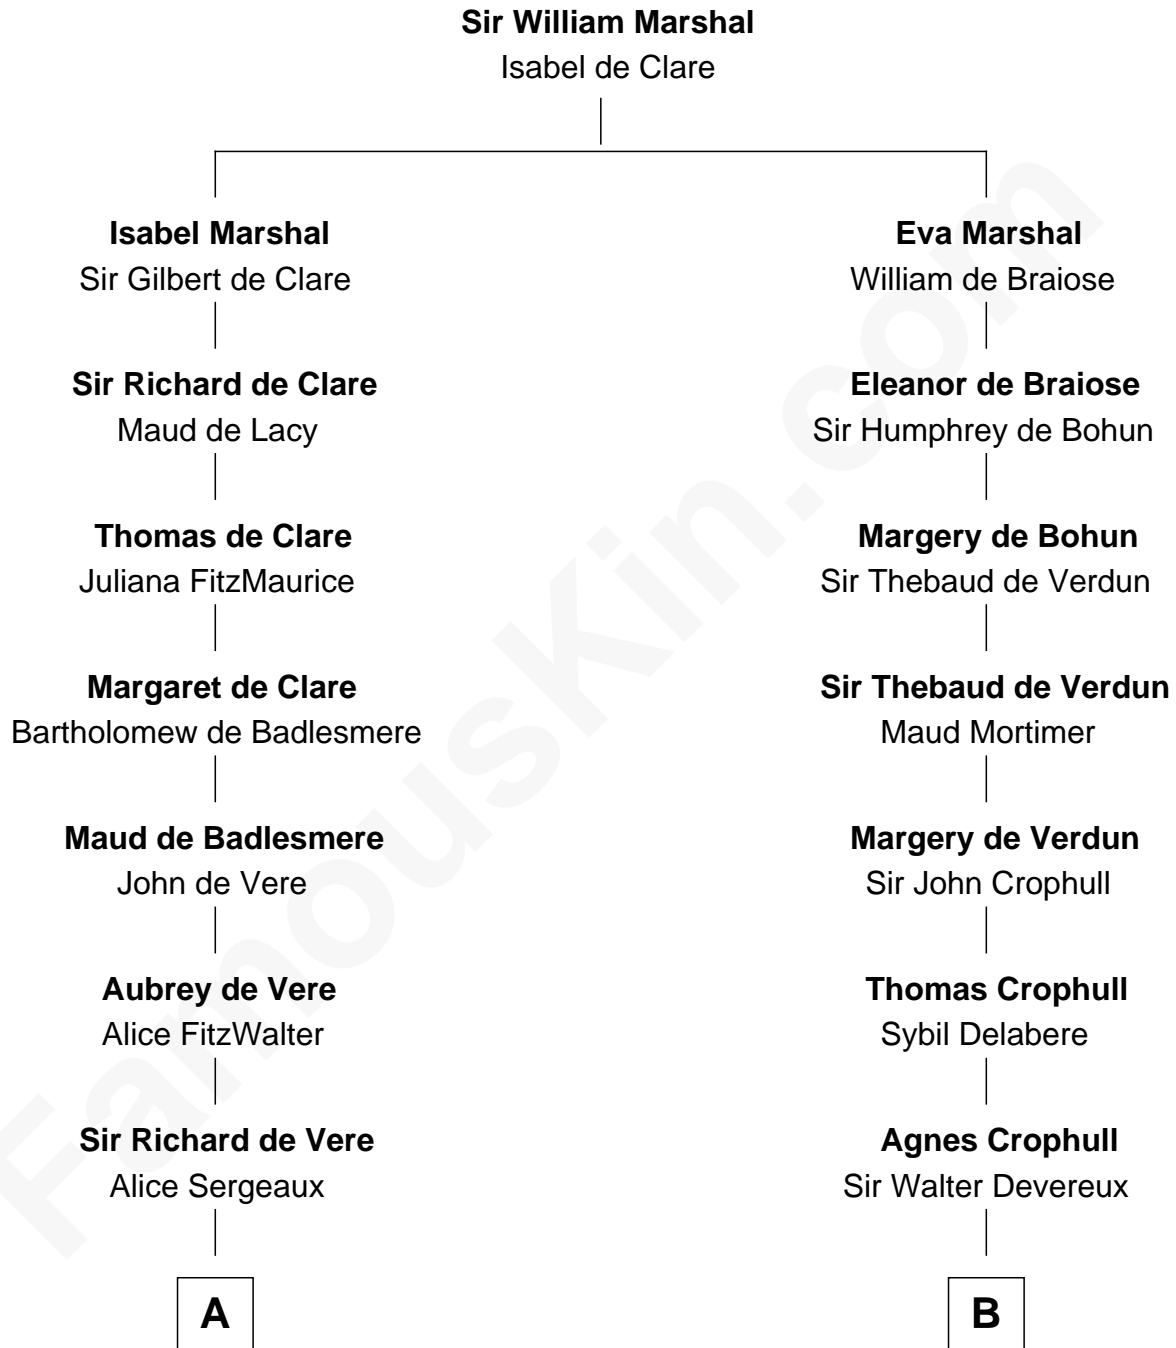 Sir William Marshal
Isabel de Clare
Isabel Marshal
Sir Gilbert de Clare
Eva Marshal
William de Braiose
Sir Richard de Clare
Maud de Lacy
Eleanor de Braiose
Sir Humphrey de Bohun
Thomas de Clare
Juliana FitzMaurice
Margery de Bohun
Sir Thebaud de Verdun
Margaret de Clare
Bartholomew de Badlesmere
Sir Thebaud de Verdun
Maud Mortimer
Maud de Badlesmere
John de Vere
Margery de Verdun
Sir John Crophull
Aubrey de Vere
Alice FitzWalter
Thomas Crophull
Sybil Delabere
Sir Richard de Vere
Alice Sergeaux
Agnes Crophull
Sir Walter Devereux
A
B
FamousKin.com